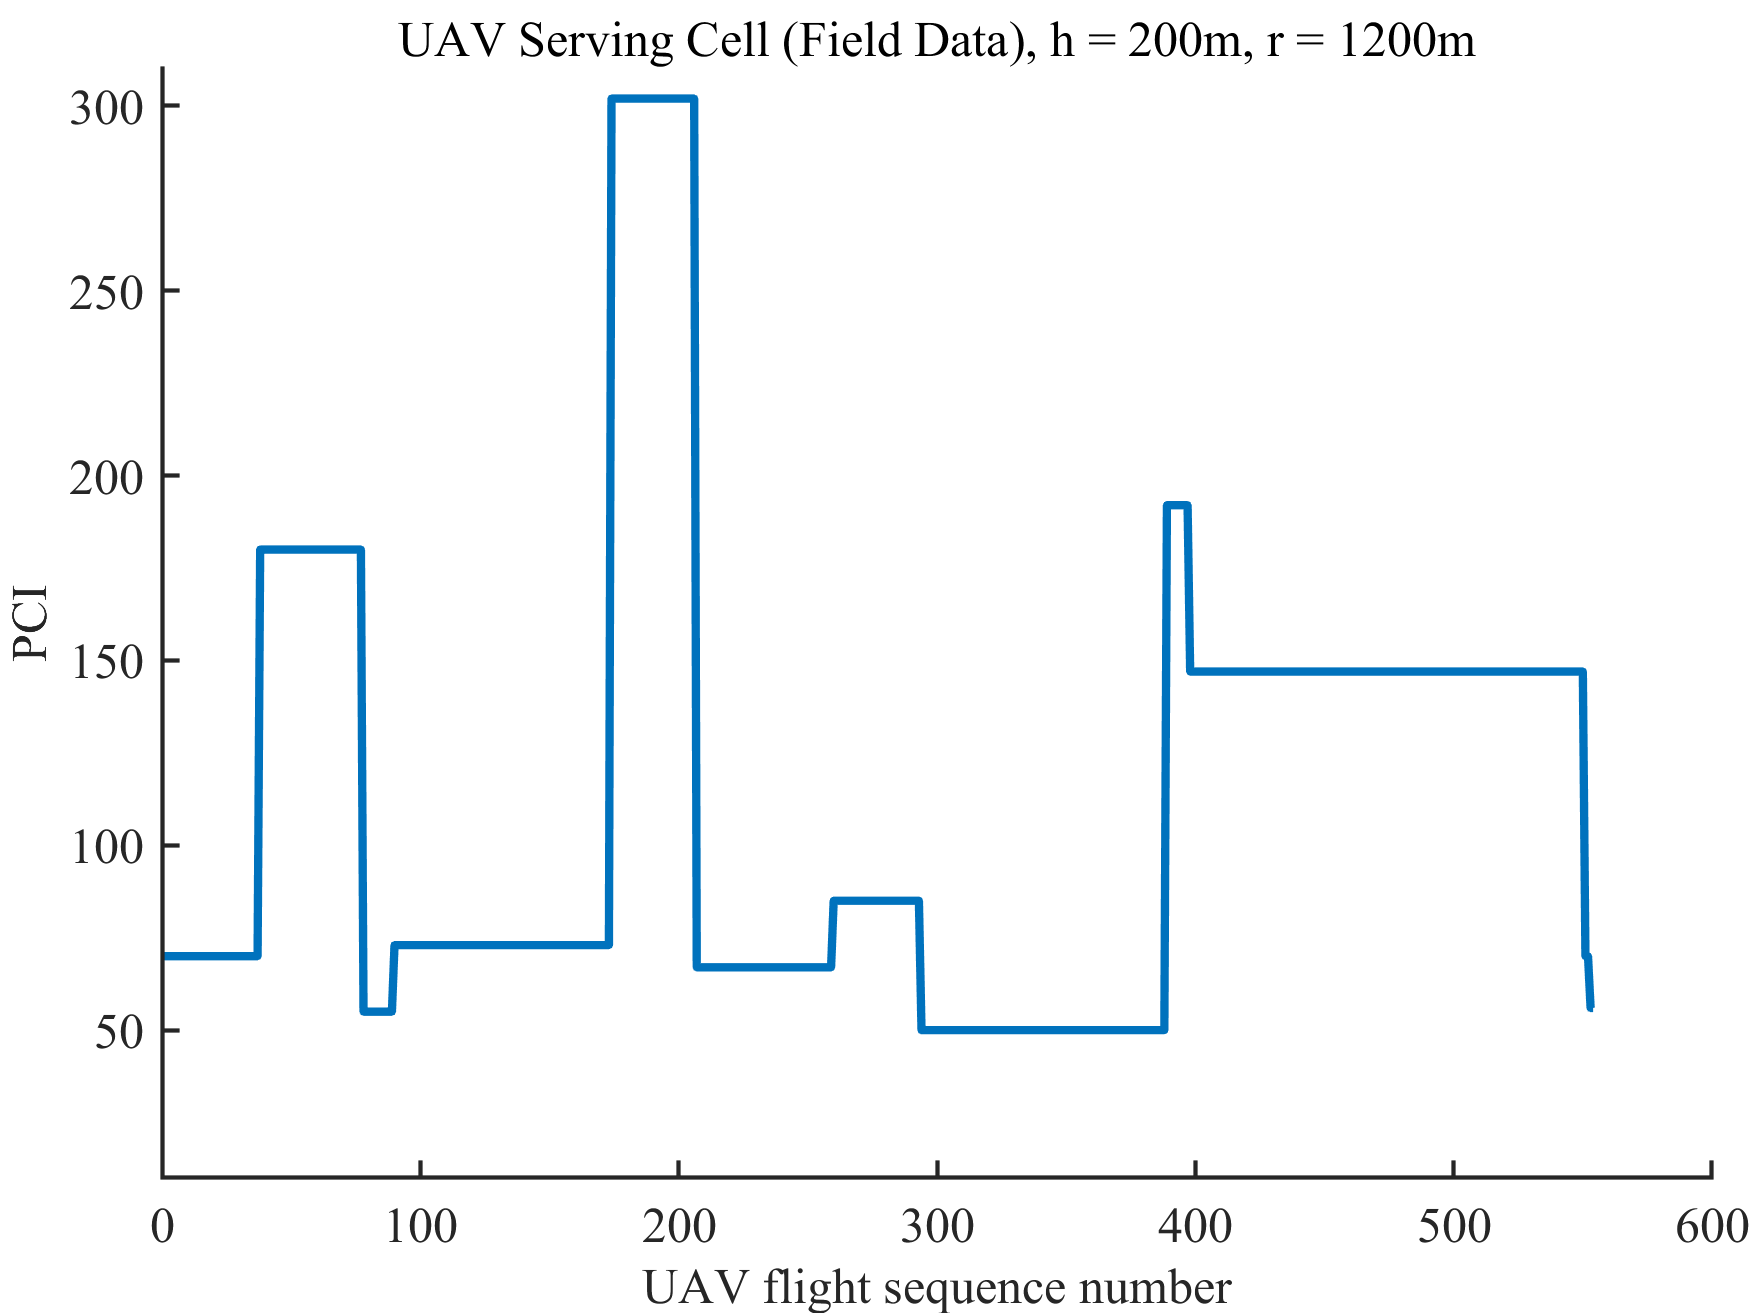 UAV Serving Cell (Field Data), h = 200m, r = 1200m
300
250
200
150
100
50
PCI
0 100 200 300 400 500 600
UAV flight sequence number